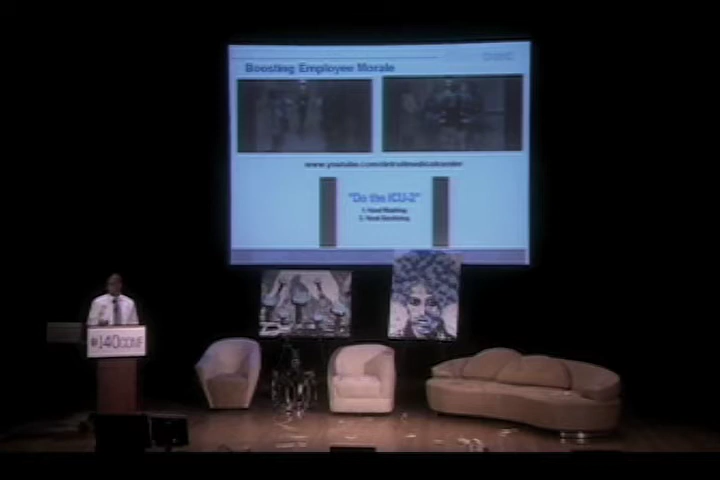 Boosting Employee Morale
www.youtube.com/detroitmedicalcenter
"Do the ICU-2"
1. Hand Washing
2. Hand Sanitizing
#140CONF